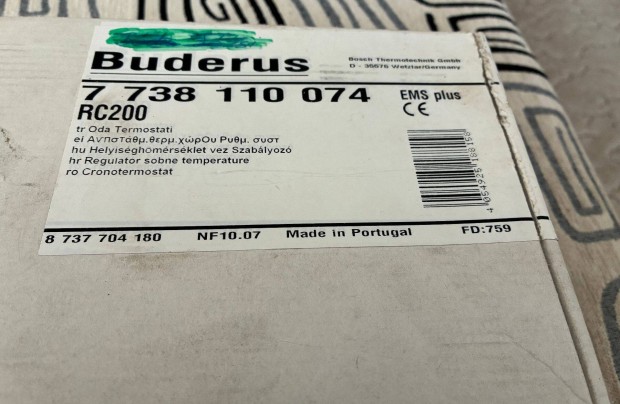 Buderus
Bosch Thermotechnik GmbH
D - 35576 Wetzlar/Germany
7 738 110 074
EMS plus
CE
RC200
tr Oda Termostati
el Αντισταθμ.θερμ.χώρου Ρυθμ. συστ
hu Helyiséghőmérséklet vez Szabályozó
hr Regulator sobne temperature
ro Cronotermostat
8 737 704 180 NF10.07 Made in Portugal FD:759